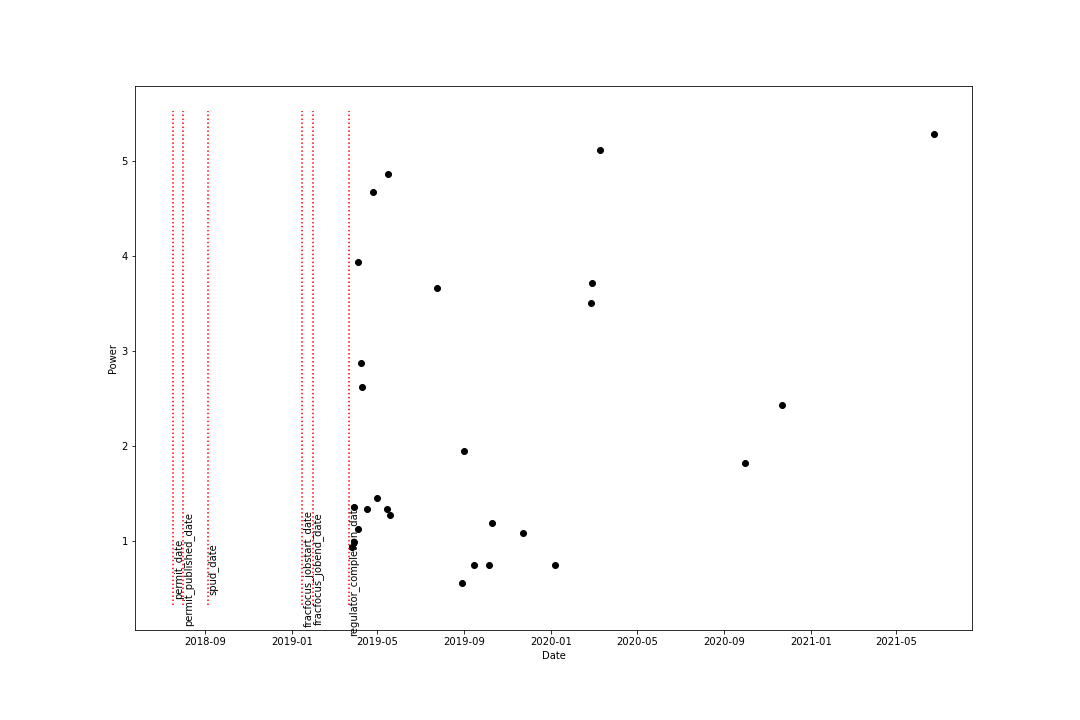 Power
5
4
3
2
1
permit_date
permit_published_date
spud_date
fracfocus_jobstart_date
fracfocus_jobend_date
regulator_completion_date
2018-09
2019-01
2019-05
2019-09
2020-01
2020-05
2020-09
2021-01
2021-05
Date